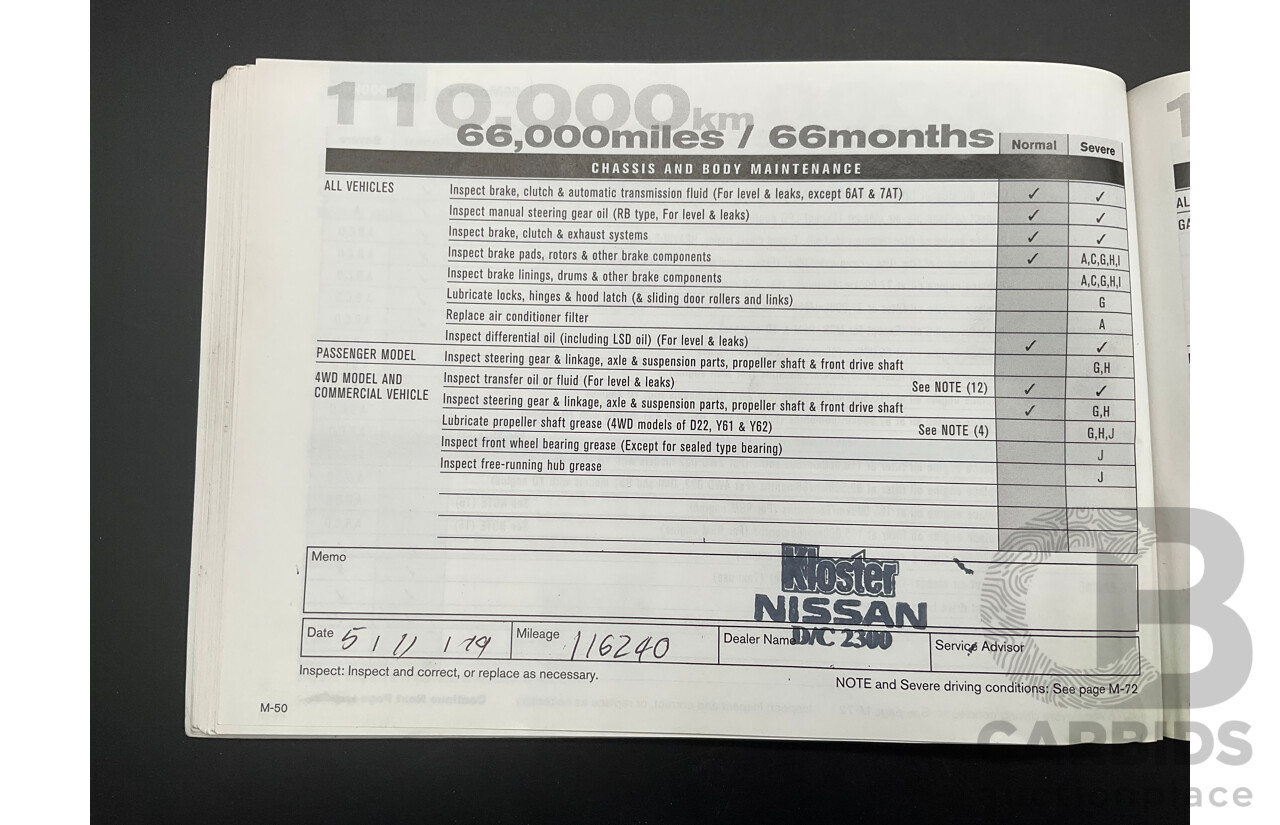 110,000km
66,000miles / 66months
Normal Severe
CHASSIS AND BODY MAINTENANCE
ALL VEHICLES
Inspect brake, clutch & automatic transmission fluid (For level & leaks, except 6AT & 7AT) ✓ ✓
Inspect manual steering gear oil (RB type, For level & leaks) ✓ ✓
Inspect brake, clutch & exhaust systems ✓ ✓
Inspect brake pads, rotors & other brake components ✓ A,C,G,H,I
Inspect brake linings, drums & other brake components A,C,G,H,I
Lubricate locks, hinges & hood latch (& sliding door rollers and links) G
Replace air conditioner filter A
Inspect differential oil (including LSD oil) (For level & leaks) ✓ ✓
PASSENGER MODEL Inspect steering gear & linkage, axle & suspension parts, propeller shaft & front drive shaft G,H
4WD MODEL AND
COMMERCIAL VEHICLE
Inspect transfer oil or fluid (For level & leaks) See NOTE (12) ✓ ✓
Inspect steering gear & linkage, axle & suspension parts, propeller shaft & front drive shaft ✓ G,H
Lubricate propeller shaft grease (4WD models of D22, Y61 & Y62) See NOTE (4) G,H,J
Inspect front wheel bearing grease (Except for sealed type bearing) J
Inspect free-running hub grease J
Memo
Kloster
NISSAN
D/C 2300
Date 5 / 11 / 19 Mileage 116240 Dealer Name Service Advisor
Inspect: Inspect and correct, or replace as necessary.
NOTE and Severe driving conditions: See page M-72
M-50
AL
CB
CARBIDS
auctionplace